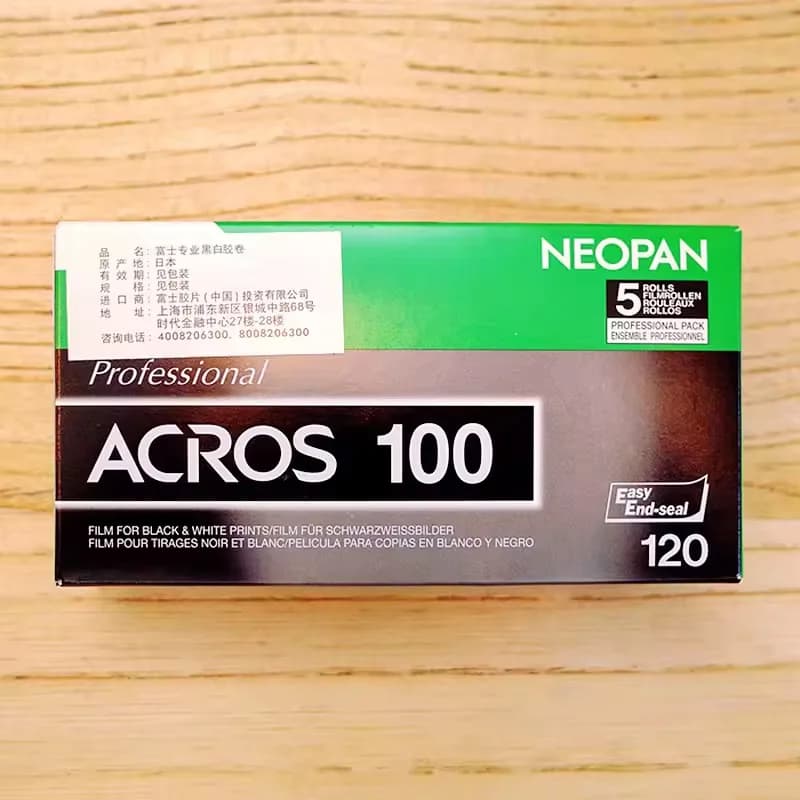 品 名：富士专业黑白胶卷
原 产 地：日本
有 效 期：见包装
规 格：见包装
进 口 商：富士胶片(中国)投资有限公司
地 址：上海市浦东新区银城中路68号
时代金融中心27楼-28楼
咨询电话：4008206300、8008206300
NEOPAN
5 ROLLS
FILMROLLEN
ROULEAUX
ROLLOS
PROFESSIONAL PACK
ENSEMBLE PROFESSIONNEL
Professional
ACROS 100
Easy
End-seal
FILM FOR BLACK & WHITE PRINTS/FILM FÜR SCHWARZWEISSBILDER
FILM POUR TIRAGES NOIR ET BLANC/PELICULA PARA COPIAS EN BLANCO Y NEGRO
120